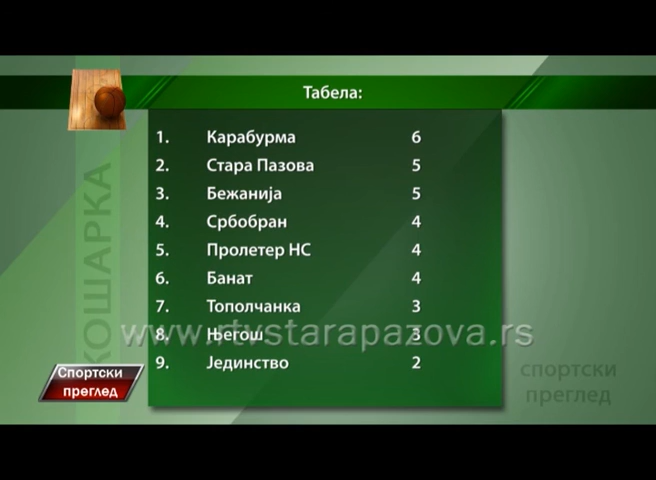 Табела:
1. Карабурма 6
2. Стара Пазова 5
3. Бежанија 5
4. Србобран 4
5. Пролетер НС 4
6. Банат 4
7. Тополчанка 3
www.rtvstarapazova.rs
8. Његош 3
9. Јединство 2
КОШАРКА
Спортски
преглед
спортски
преглед